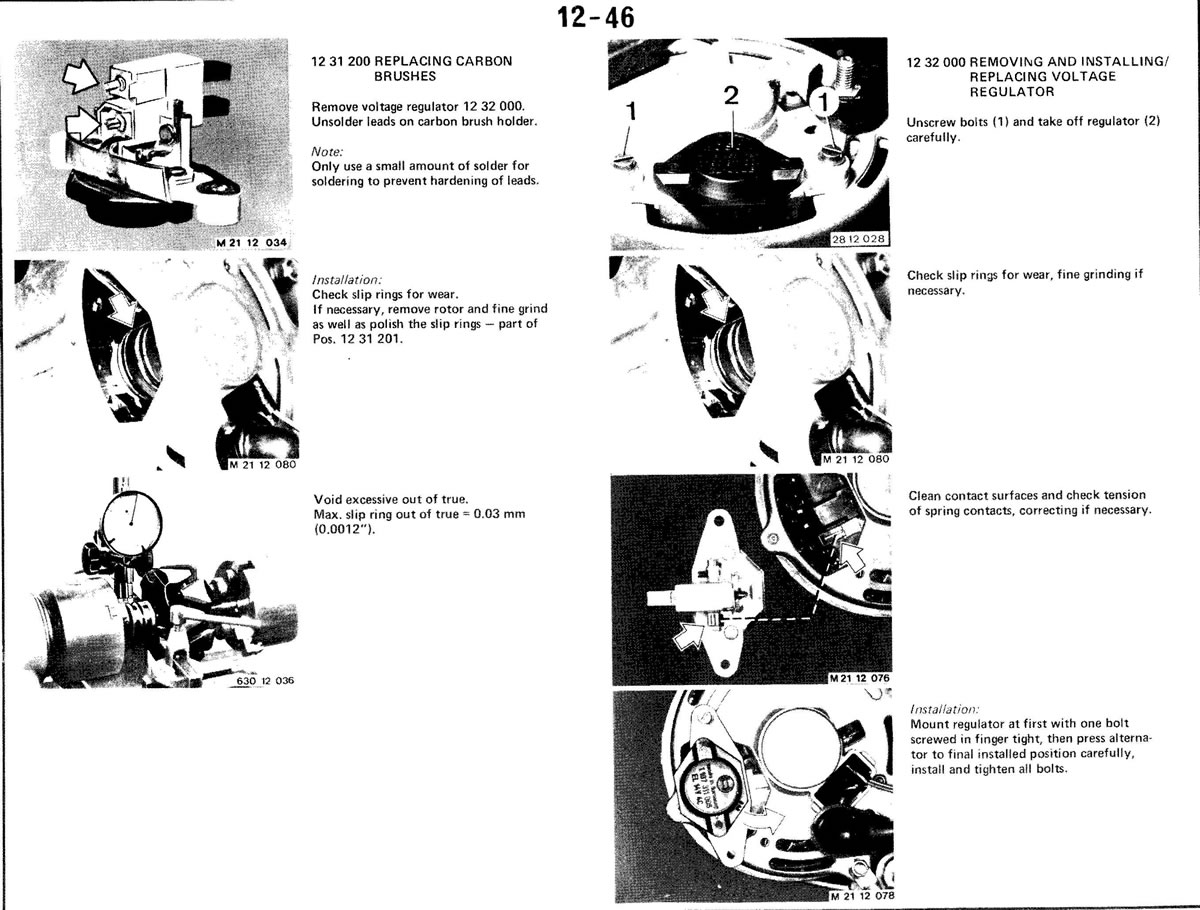 12-46
12 31 200 REPLACING CARBON
BRUSHES
Remove voltage regulator 12 32 000.
Unsolder leads on carbon brush holder.
Note:
Only use a small amount of solder for
soldering to prevent hardening of leads.
M 21 12 034
Installation:
Check slip rings for wear.
If necessary, remove rotor and fine grind
as well as polish the slip rings — part of
Pos. 12 31 201.
M 21 12 080
Void excessive out of true.
Max. slip ring out of true = 0.03 mm
(0.0012").
630 12 036
1
2
1
28 12 028
12 32 000 REMOVING AND INSTALLING/
REPLACING VOLTAGE
REGULATOR
Unscrew bolts (1) and take off regulator (2)
carefully.
M 21 12 080
Check slip rings for wear, fine grinding if
necessary.
M 21 12 076
Clean contact surfaces and check tension
of spring contacts, correcting if necessary.
EL 14V 4C
M 21 12 078
Installation:
Mount regulator at first with one bolt
screwed in finger tight, then press alterna-
tor to final installed position carefully,
install and tighten all bolts.